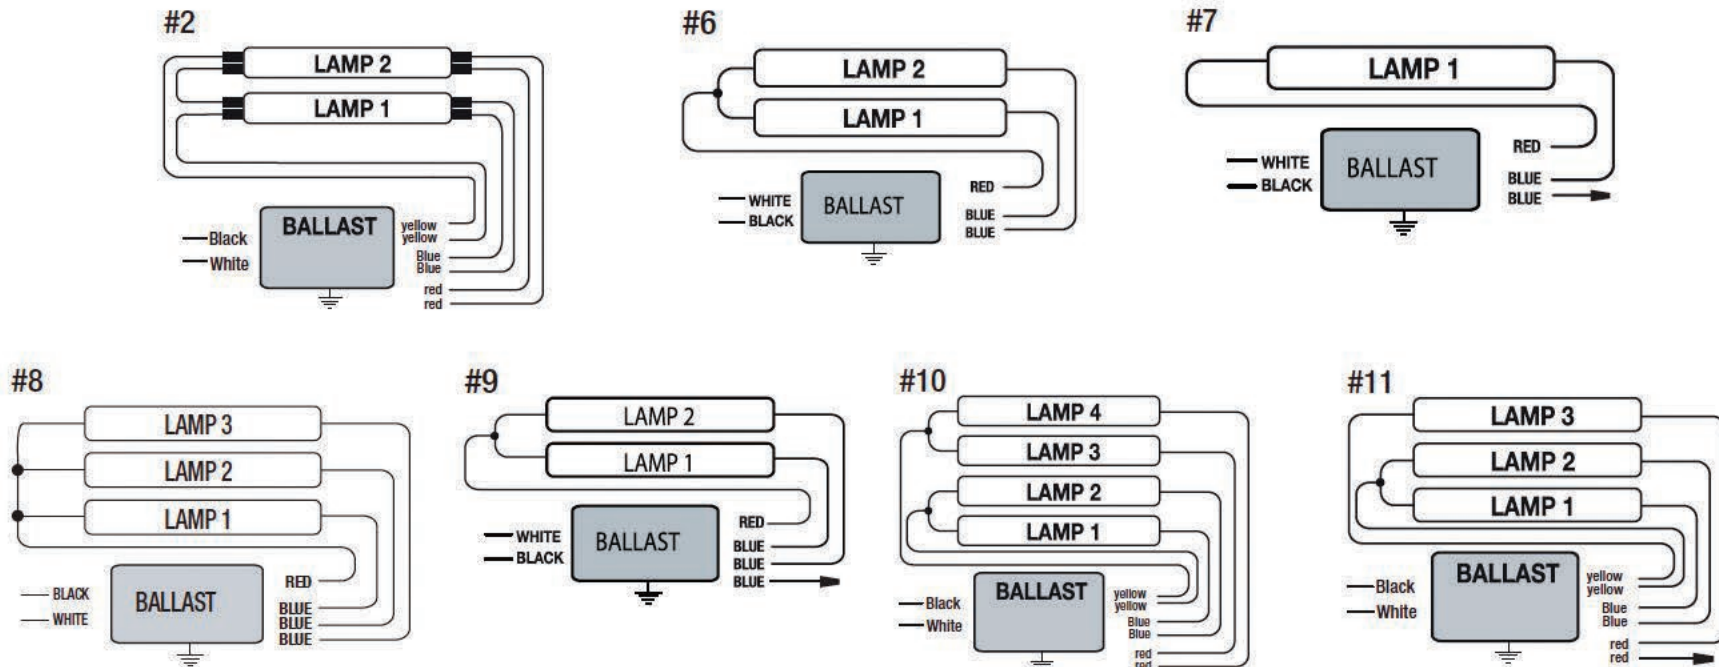 #2
LAMP 2
LAMP 1
BALLAST
Black
White
yellow
yellow
Blue
Blue
red
red
#6
LAMP 2
LAMP 1
WHITE
BLACK
BALLAST
RED
BLUE
BLUE
#7
LAMP 1
WHITE
BLACK
BALLAST
RED
BLUE
BLUE
#8
LAMP 3
LAMP 2
LAMP 1
BLACK
WHITE
BALLAST
RED
BLUE
BLUE
BLUE
#9
LAMP 2
LAMP 1
WHITE
BLACK
BALLAST
RED
BLUE
BLUE
BLUE
#10
LAMP 4
LAMP 3
LAMP 2
LAMP 1
BALLAST
Black
White
yellow
yellow
Blue
Blue
red
red
#11
LAMP 3
LAMP 2
LAMP 1
BALLAST
Black
White
yellow
yellow
Blue
Blue
red
red